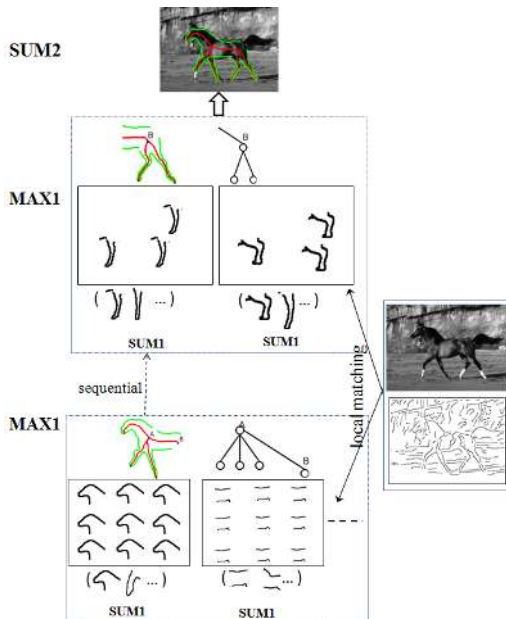 SUM2
B
B
MAX1
( ... )
( ... )
SUM1
SUM1
sequential
local matching
MAX1
A
B
A
B
( ... )
( ... )
SUM1
SUM1